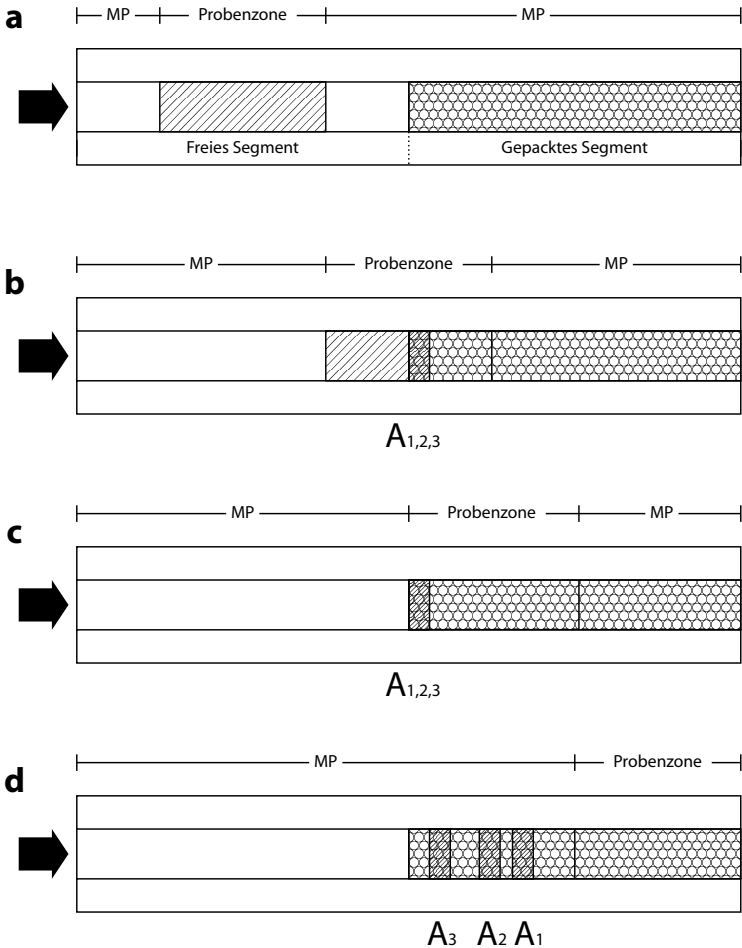 a
MP Probenzone MP
Freies Segment Gepacktes Segment
b
MP Probenzone MP
A1,2,3
c
MP Probenzone MP
A1,2,3
d
MP Probenzone
A3 A2 A1